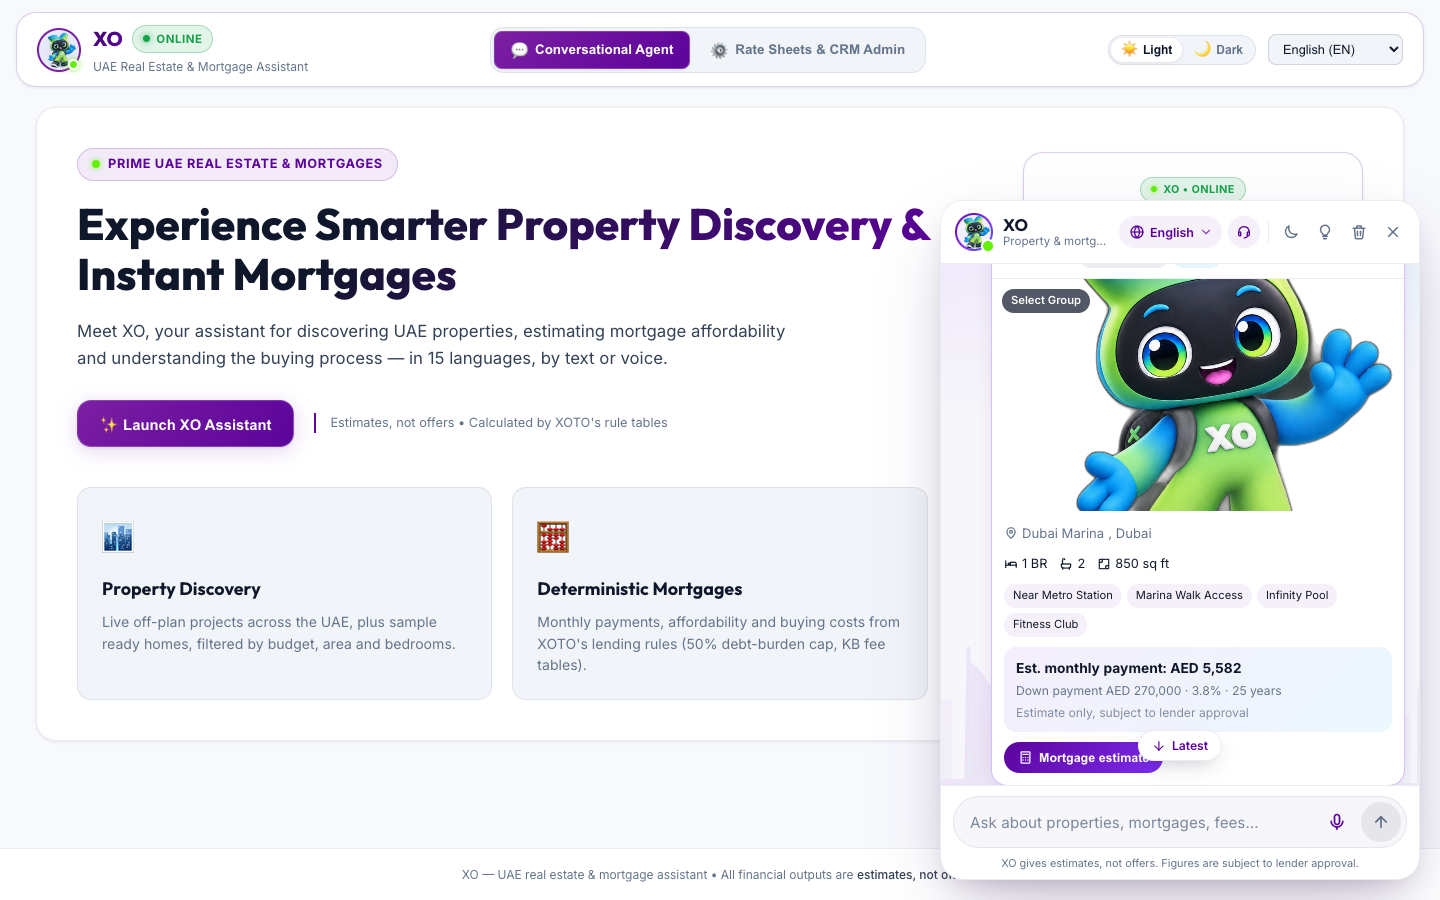 XO
ONLINE
UAE Real Estate & Mortgage Assistant
Conversational Agent
Rate Sheets & CRM Admin
Light
Dark
English (EN)
PRIME UAE REAL ESTATE & MORTGAGES
Experience Smarter Property Discovery &
Instant Mortgages
Meet XO, your assistant for discovering UAE properties, estimating mortgage affordability
and understanding the buying process — in 15 languages, by text or voice.
✨ Launch XO Assistant
Estimates, not offers • Calculated by XOTO's rule tables
Property Discovery
Live off-plan projects across the UAE, plus sample
ready homes, filtered by budget, area and bedrooms.
Deterministic Mortgages
Monthly payments, affordability and buying costs from
XOTO's lending rules (50% debt-burden cap, KB fee
tables).
XO • ONLINE
XO
Property & mortg...
English
Select Group
XO
X
Dubai Marina , Dubai
1 BR 2 850 sq ft
Near Metro Station
Marina Walk Access
Infinity Pool
Fitness Club
Est. monthly payment: AED 5,582
Down payment AED 270,000 · 3.8% · 25 years
Estimate only, subject to lender approval
Mortgage estimate
Latest
Ask about properties, mortgages, fees...
XO gives estimates, not offers. Figures are subject to lender approval.
XO — UAE real estate & mortgage assistant • All financial outputs are estimates, not